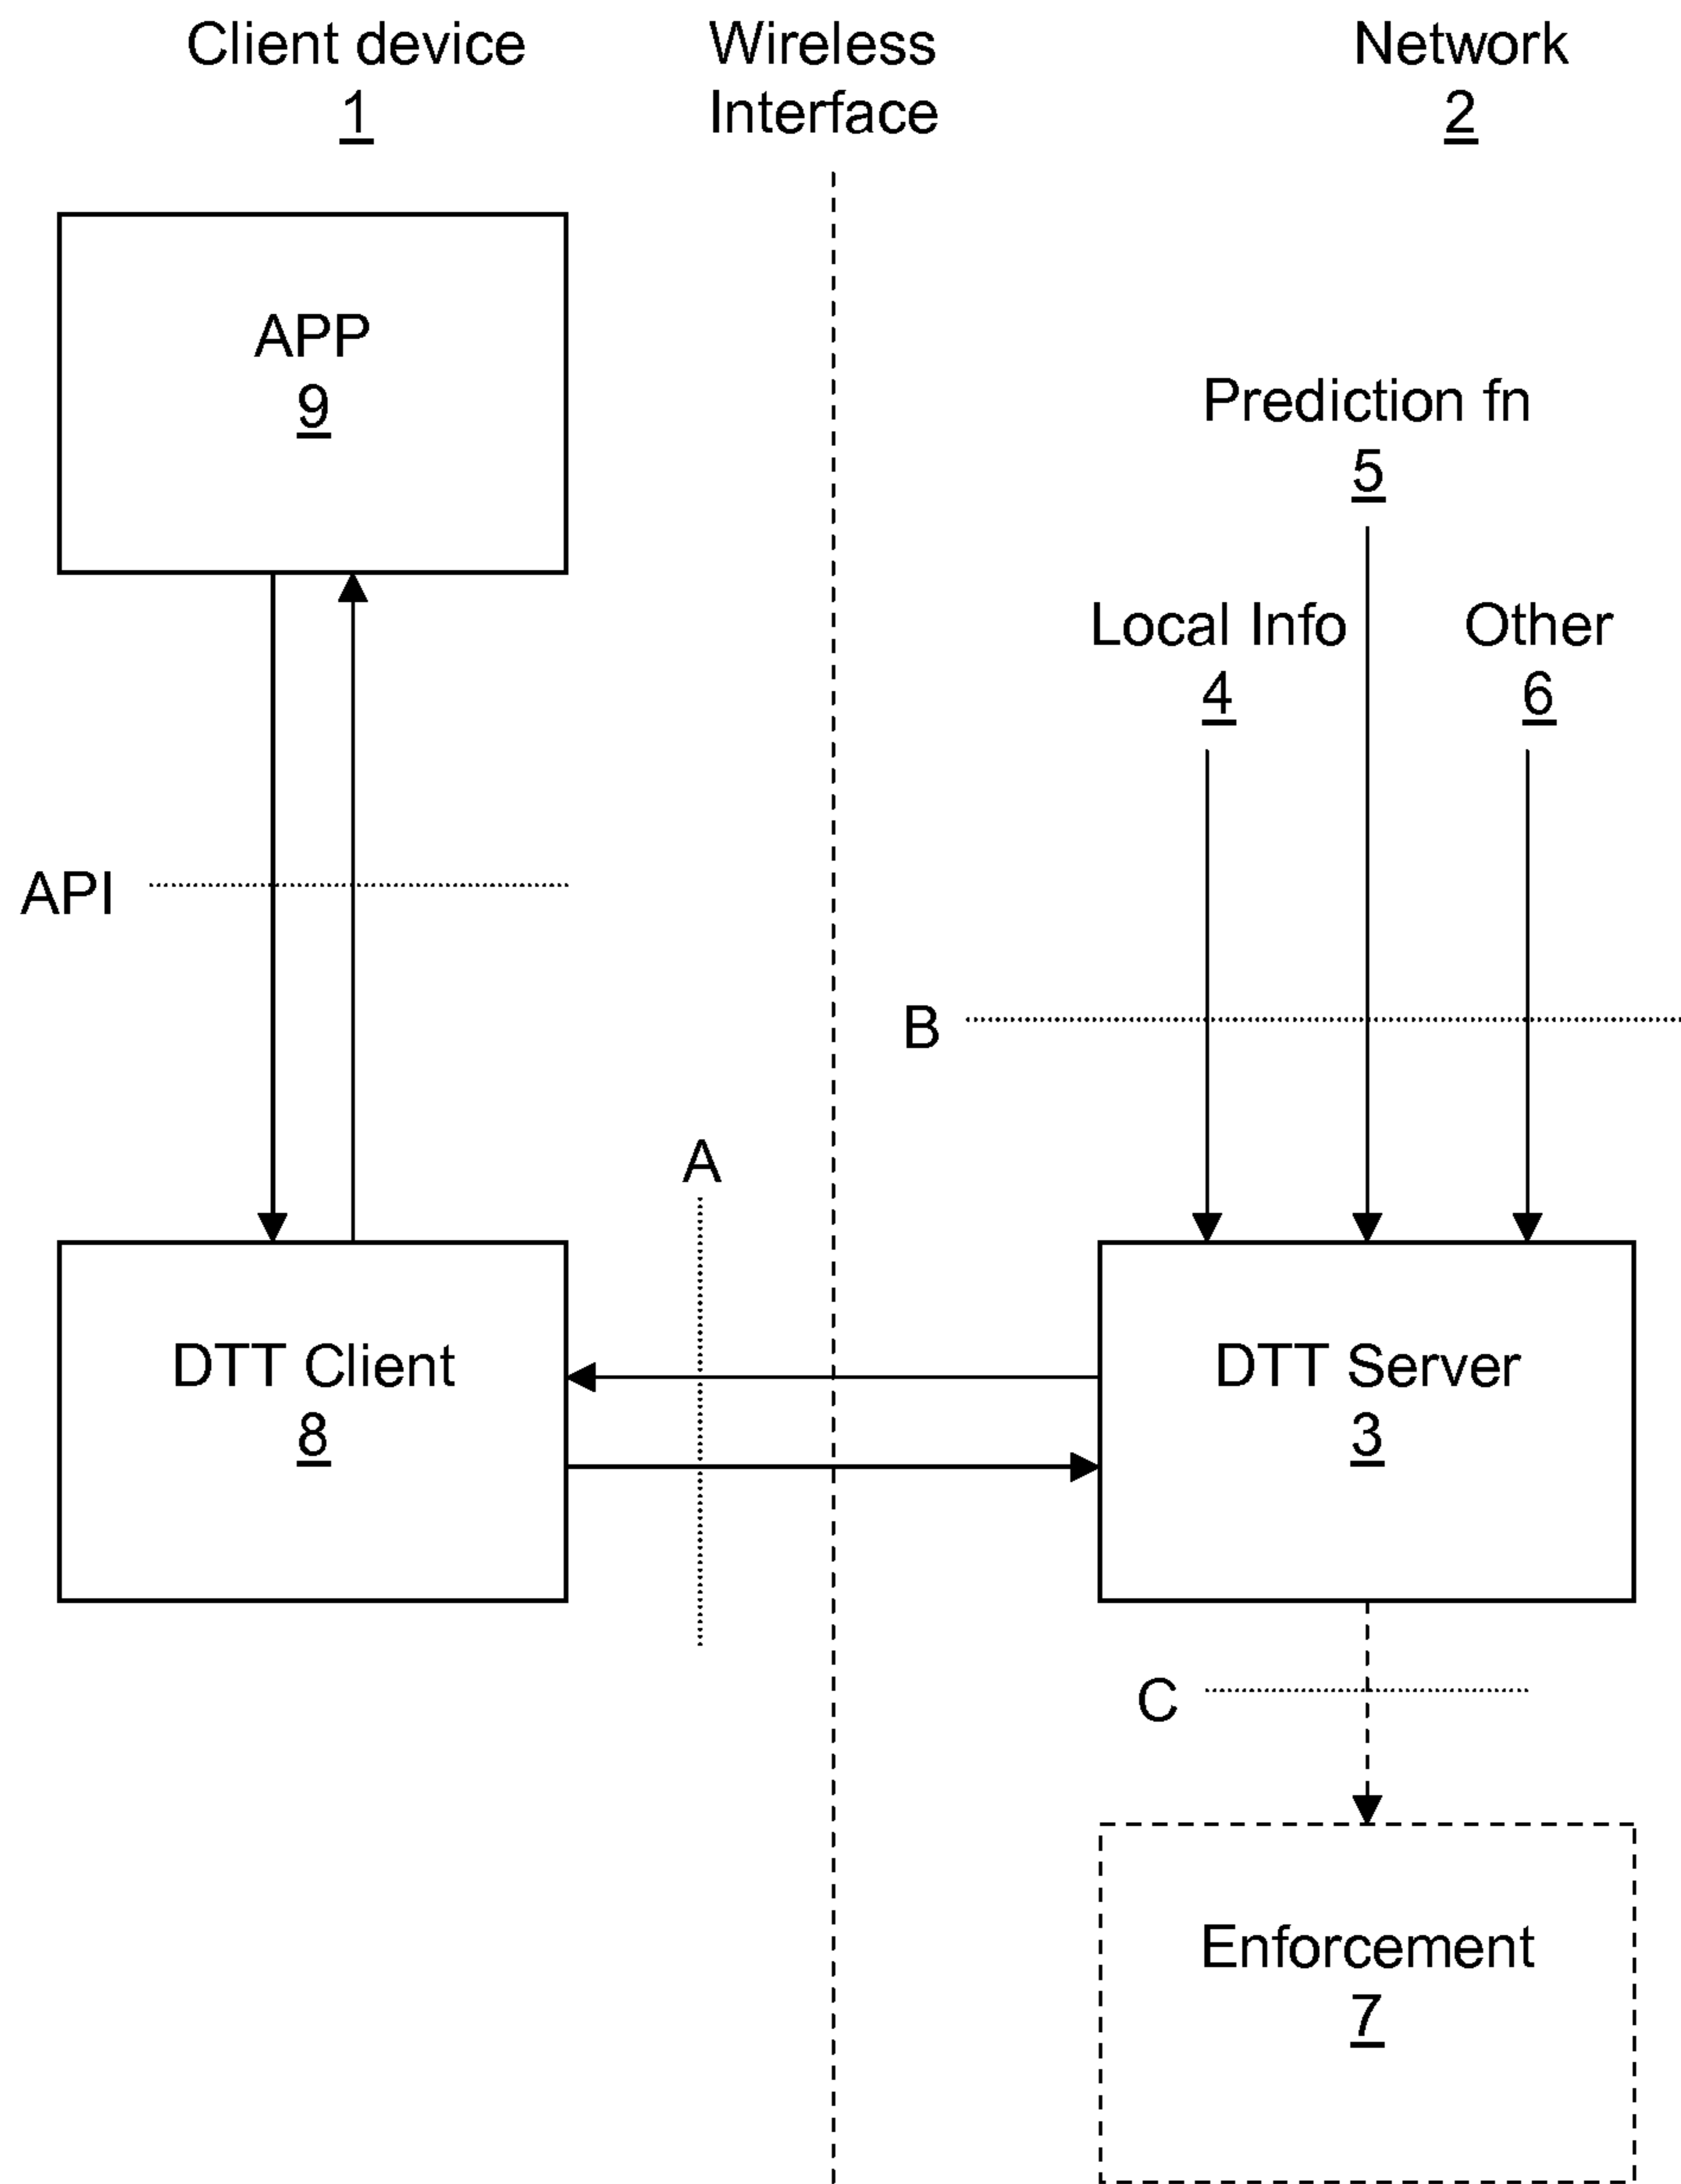 Client device
1
Wireless
Interface
Network
2
APP
9
Prediction fn
5
Local Info
4
Other
6
API
B
A
DTT Client
8
DTT Server
3
C
Enforcement
7